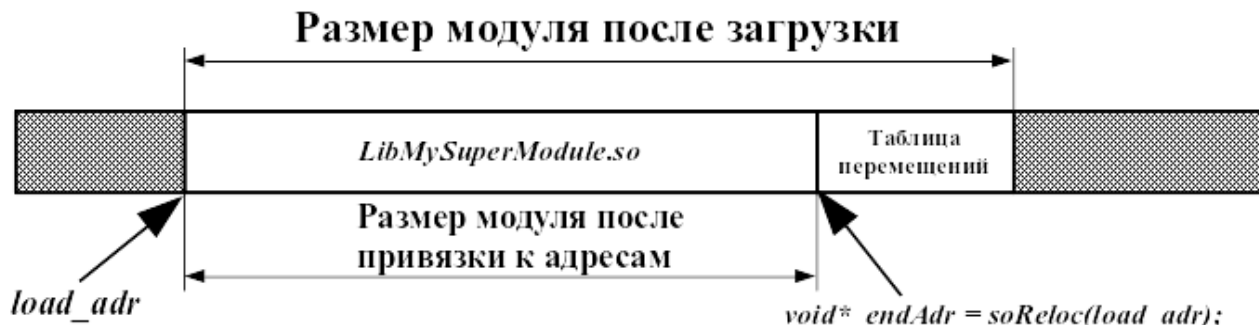 Размер модуля после загрузки
LibMySuperModule.so
Таблица
перемещений
Размер модуля после
привязки к адресам
load_adr
void* endAdr = soReloc(load_adr);